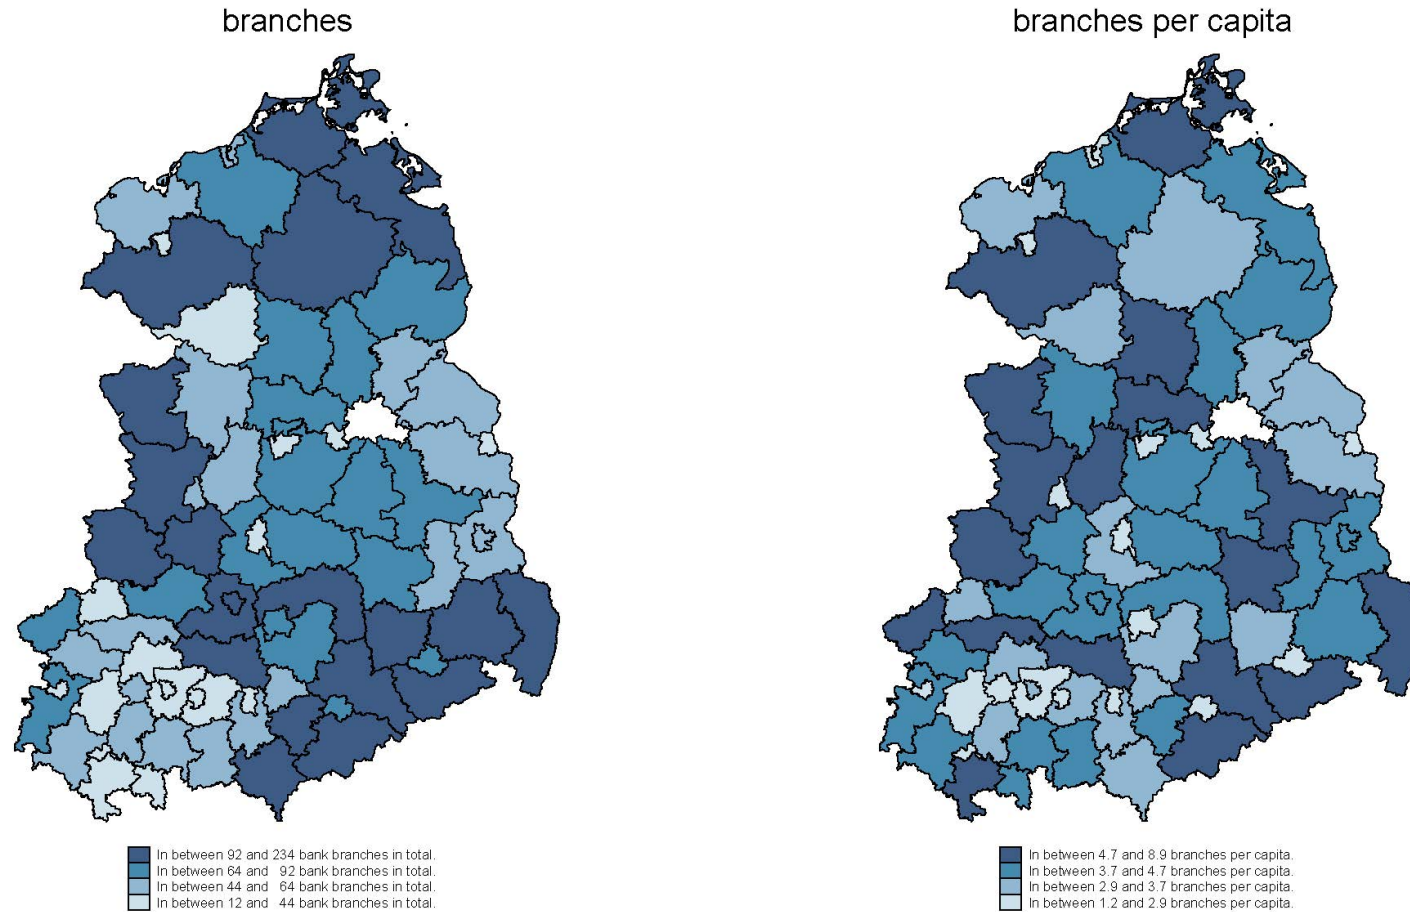 branches
branches per capita
In between 92 and 234 bank branches in total.
In between 64 and 92 bank branches in total.
In between 44 and 64 bank branches in total.
In between 12 and 44 bank branches in total.
In between 4.7 and 8.9 branches per capita.
In between 3.7 and 4.7 branches per capita.
In between 2.9 and 3.7 branches per capita.
In between 1.2 and 2.9 branches per capita.